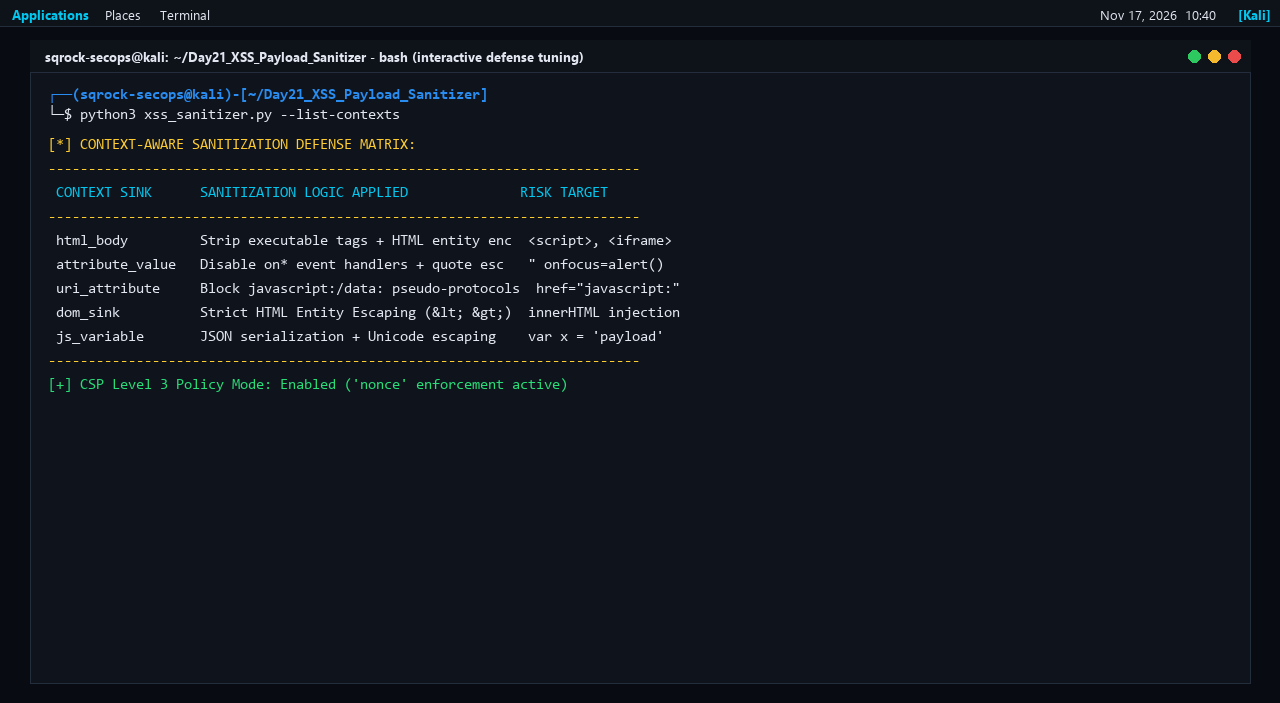 Applications Places Terminal Nov 17, 2026 10:40 [Kali]
sqrock-secops@kali: ~/Day21_XSS_Payload_Sanitizer - bash (interactive defense tuning)
┌──(sqrock-secops@kali)-[~/Day21_XSS_Payload_Sanitizer]
└─$ python3 xss_sanitizer.py --list-contexts
[*] CONTEXT-AWARE SANITIZATION DEFENSE MATRIX:
--------------------------------------------------------------------------
CONTEXT SINK SANITIZATION LOGIC APPLIED RISK TARGET
--------------------------------------------------------------------------
html_body Strip executable tags + HTML entity enc <script>, <iframe>
attribute_value Disable on* event handlers + quote esc " onfocus=alert()
uri_attribute Block javascript:/data: pseudo-protocols href="javascript:"
dom_sink Strict HTML Entity Escaping (&lt; &gt;) innerHTML injection
js_variable JSON serialization + Unicode escaping var x = 'payload'
--------------------------------------------------------------------------
[+] CSP Level 3 Policy Mode: Enabled ('nonce' enforcement active)